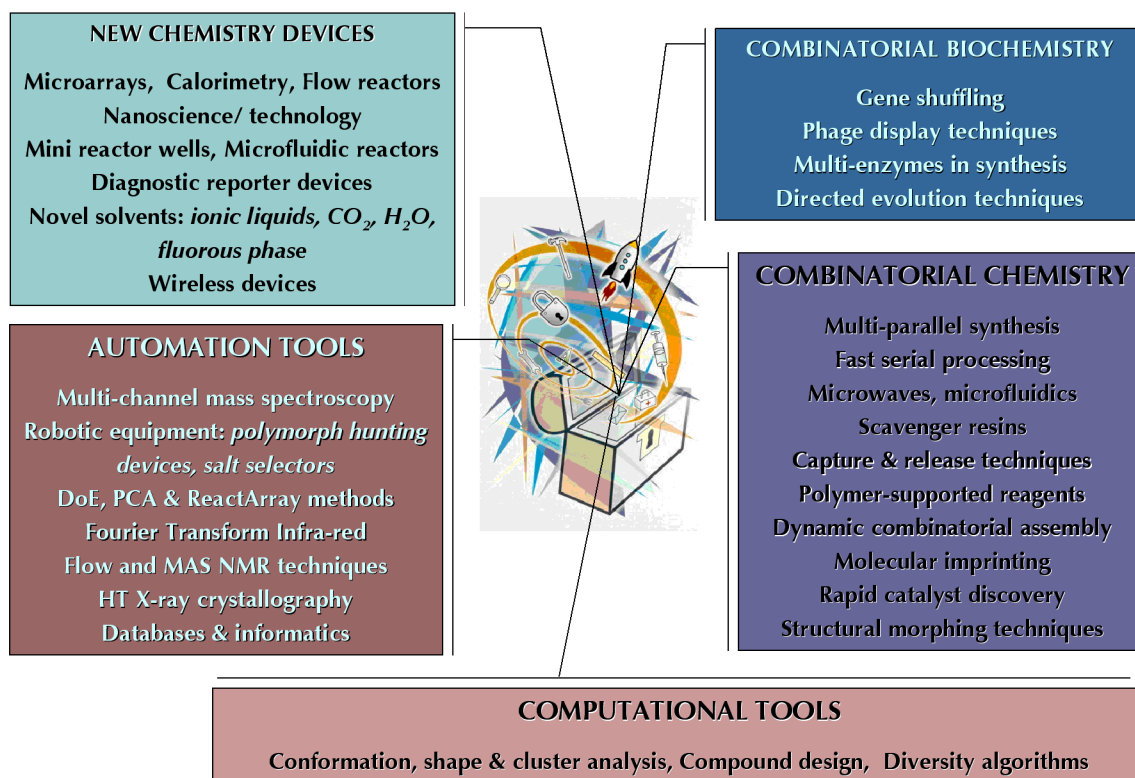 NEW CHEMISTRY DEVICES
Microarrays, Calorimetry, Flow reactors
Nanoscience/ technology
Mini reactor wells, Microfluidic reactors
Diagnostic reporter devices
Novel solvents: ionic liquids, CO₂, H₂O,
fluorous phase
Wireless devices
COMBINATORIAL BIOCHEMISTRY
Gene shuffling
Phage display techniques
Multi-enzymes in synthesis
Directed evolution techniques
AUTOMATION TOOLS
Multi-channel mass spectroscopy
Robotic equipment: polymorph hunting
devices, salt selectors
DoE, PCA & ReactArray methods
Fourier Transform Infra-red
Flow and MAS NMR techniques
HT X-ray crystallography
Databases & informatics
COMBINATORIAL CHEMISTRY
Multi-parallel synthesis
Fast serial processing
Microwaves, microfluidics
Scavenger resins
Capture & release techniques
Polymer-supported reagents
Dynamic combinatorial assembly
Molecular imprinting
Rapid catalyst discovery
Structural morphing techniques
COMPUTATIONAL TOOLS
Conformation, shape & cluster analysis, Compound design, Diversity algorithms